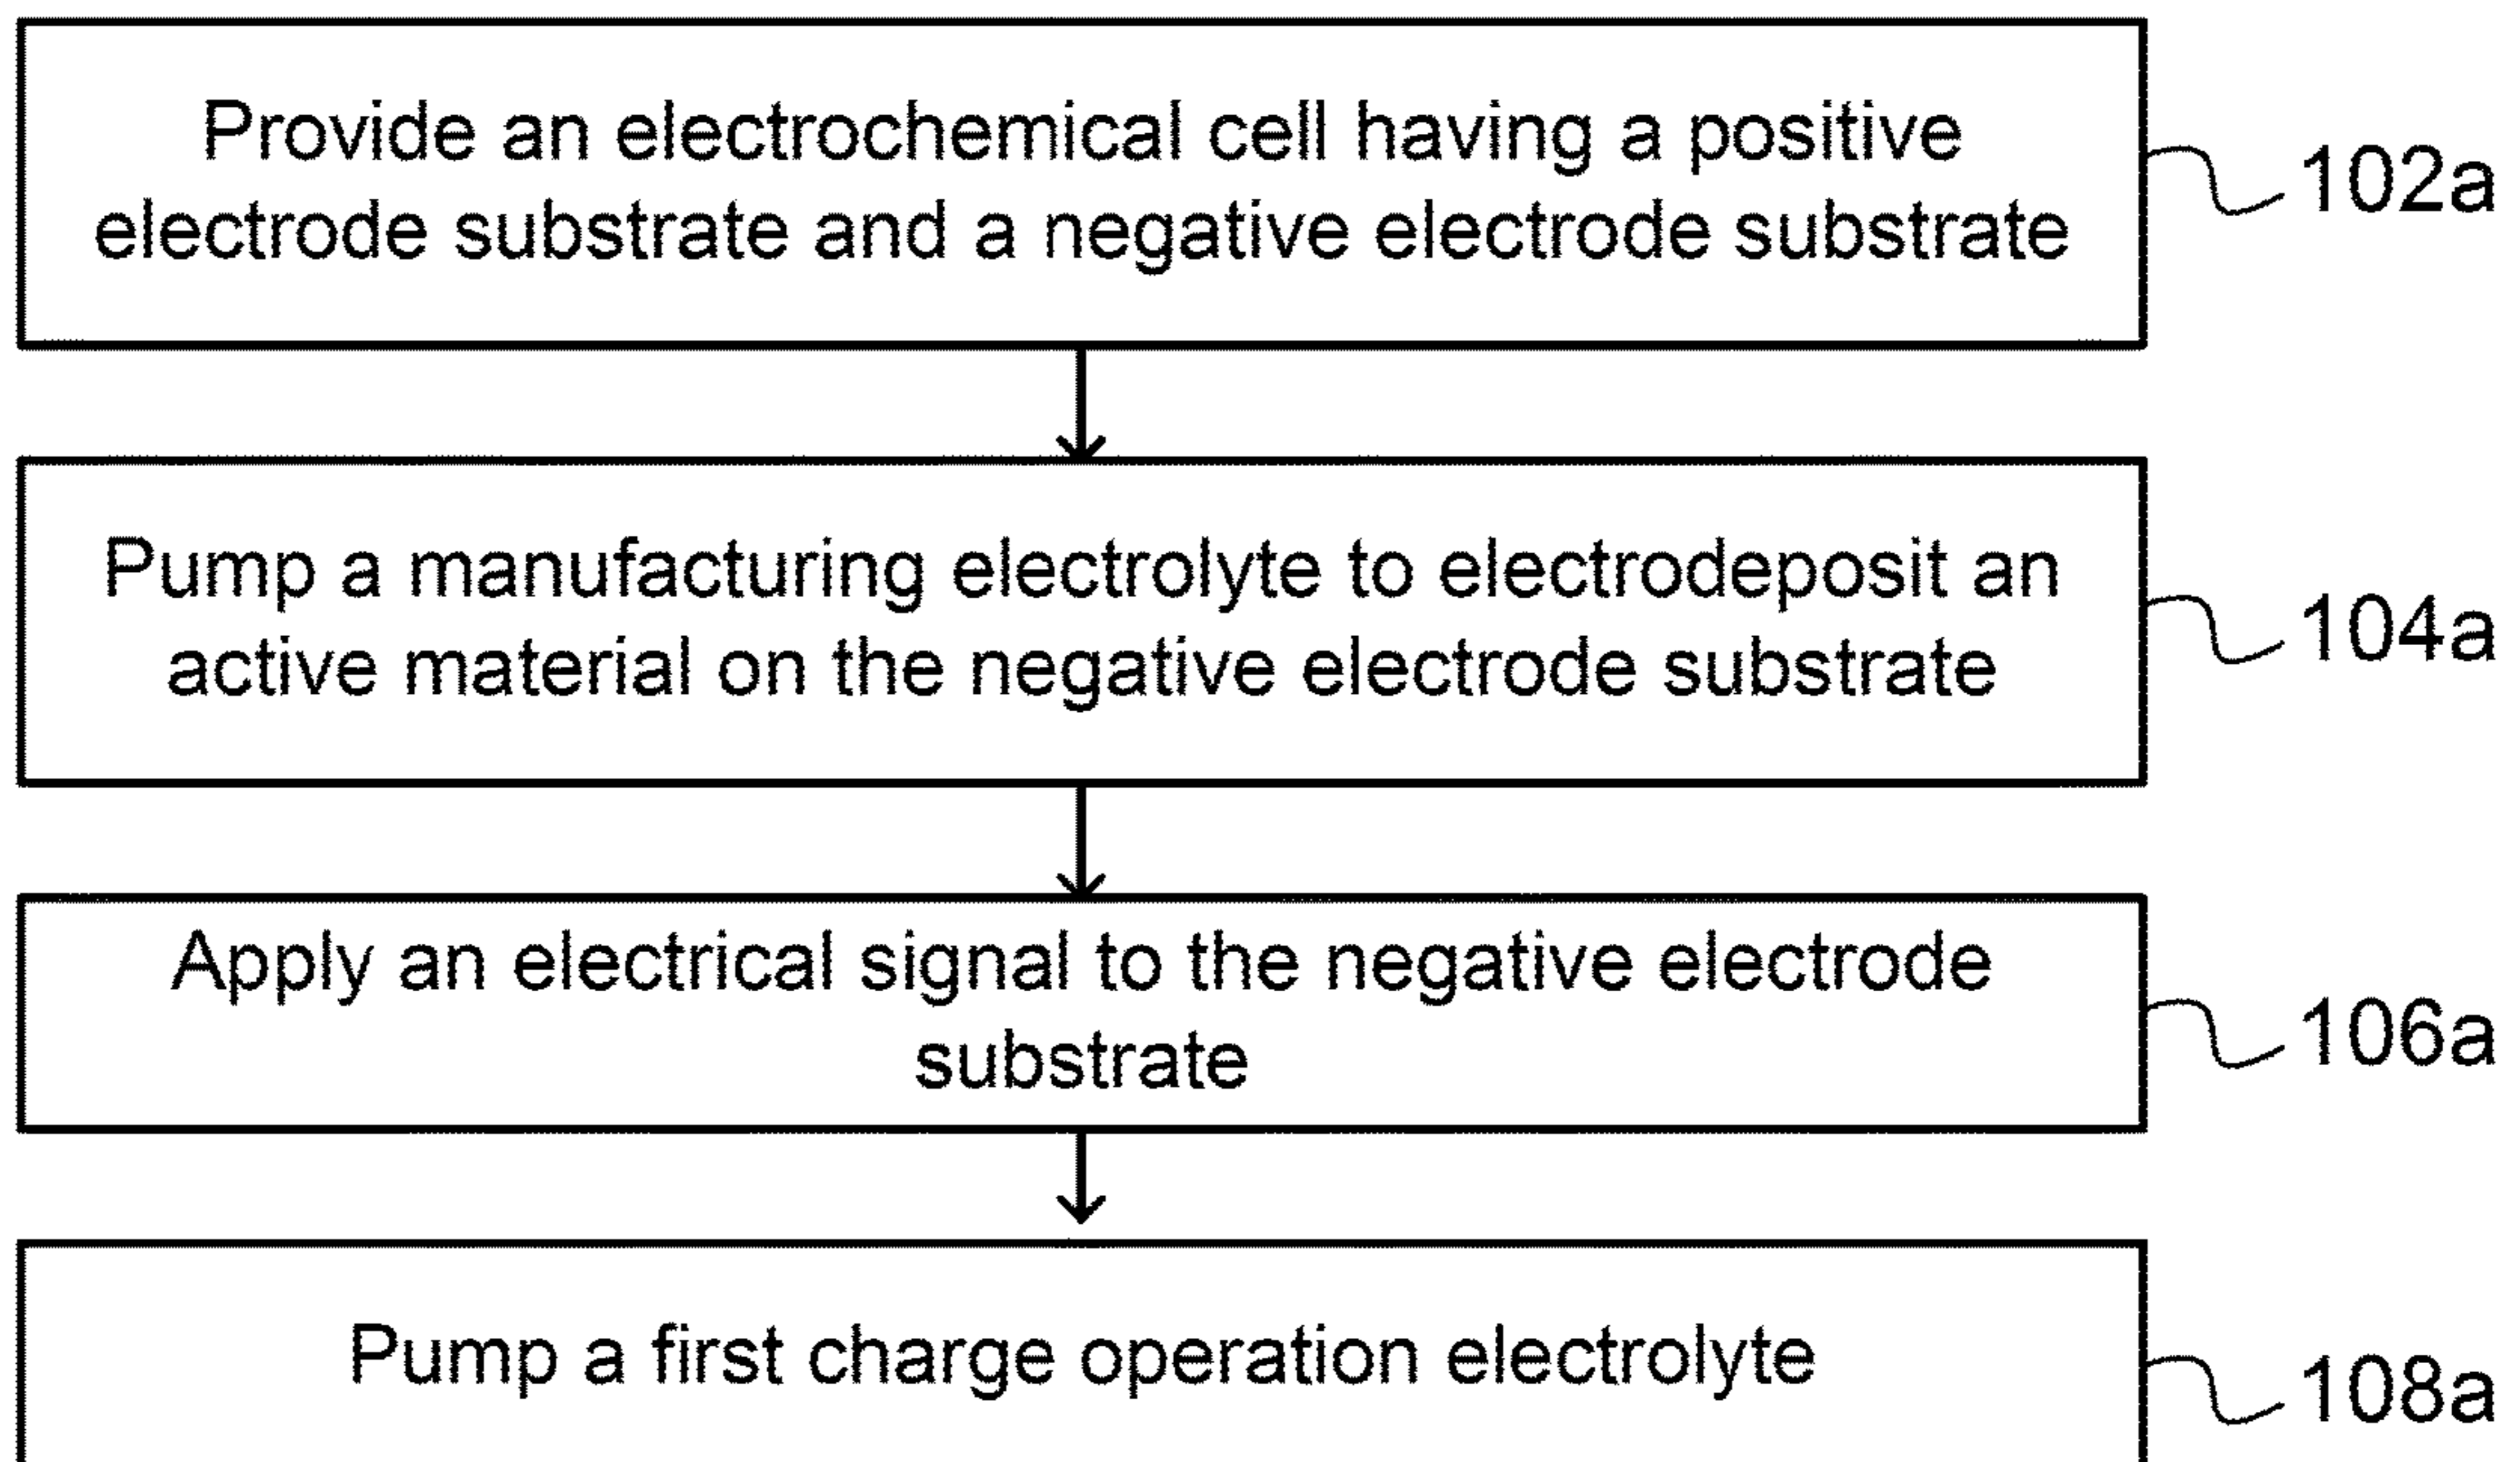 Provide an electrochemical cell having a positive
electrode substrate and a negative electrode substrate
102a
Pump a manufacturing electrolyte to electrodeposit an
active material on the negative electrode substrate
104a
Apply an electrical signal to the negative electrode
substrate
106a
Pump a first charge operation electrolyte
108a